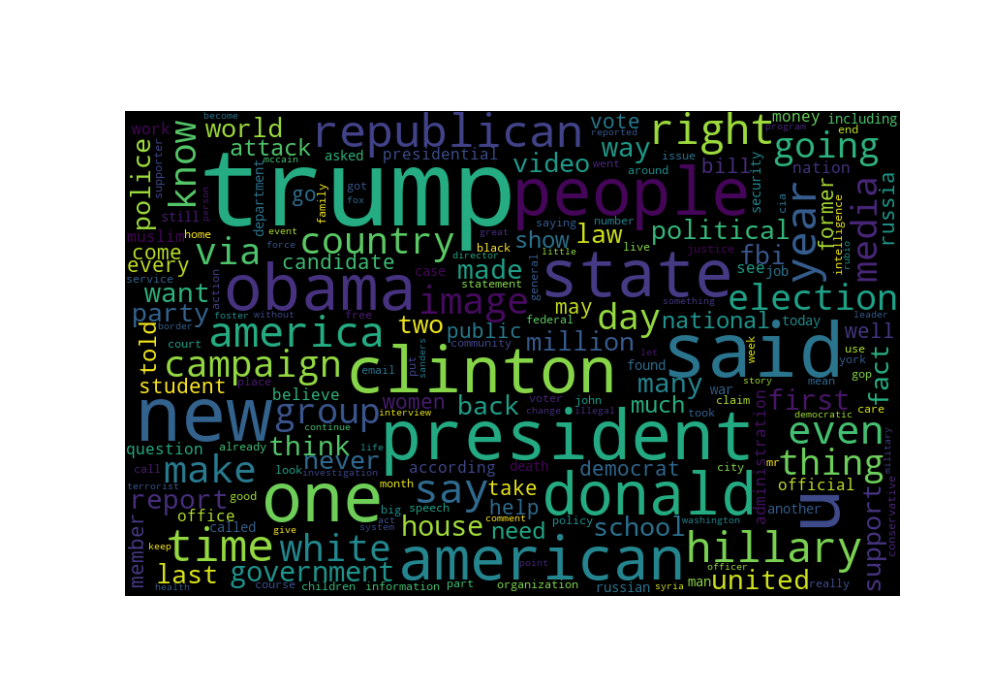 become
work
world
republican
vote
right
money
including
program
end
police
supporter
know
attack
mccain
asked
presidential
reported
way
issue
going
trump
department
video
went
around
bill
nation
security
cia
still
person
go
got
family
fox
people
year
former
intelligence
media
russia
muslim
home
event
great
saying
number
law
live
political
justice
rubio
come
via
force
country
black
show
fbi
every
candidate
director
little
see
job
service
action
case
made
general
state
want
obama
statement
image
may
election
party
foster
without
free
two
public
federal
day
national
something
today
leader
border
america
community
million
well
told
court
put
sanders
said
week
york
use
fact
campaign
email
clinton
found
many
story
mean
gop
student
place
believe
war
claim
care
new
group
women
interview
back
voter
john
much
took
first
democratic
continue
change
illegal
president
even
question
already
think
life
administration
military
call
look
never
according
death
democrat
city
mr
thing
terrorist
make
investigation
month
say
take
donald
official
conservative
report
good
one
big
speech
help
another
u
support
member
office
called
act
comment
policy
school
washington
keep
time
give
system
house
need
white
american
hillary
last
government
point
officer
health
course
children
information
part
organization
russian
syria
man
united
really
lot